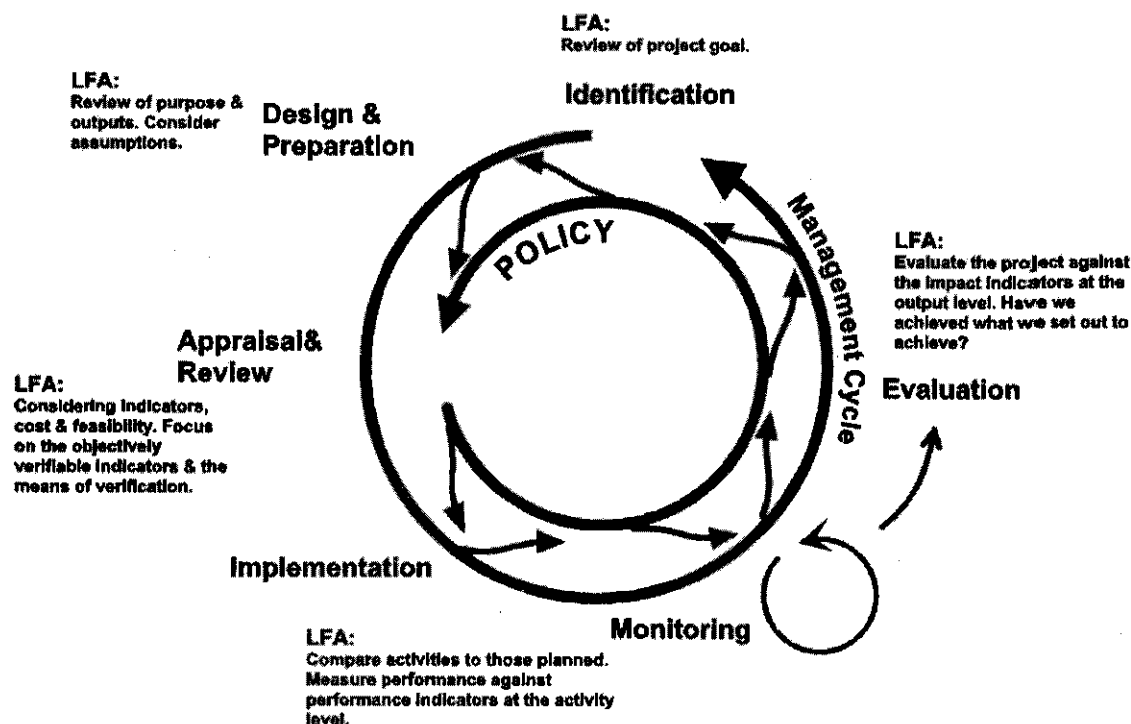 LFA:
Review of project goal.
Identification
LFA:
Review of purpose &
outputs. Consider
assumptions.
Design &
Preparation
POLICY
Management Cycle
LFA:
Evaluate the project against
the impact indicators at the
output level. Have we
achieved what we set out to
achieve?
Evaluation
Appraisal&
Review
LFA:
Considering indicators,
cost & feasibility. Focus
on the objectively
verifiable indicators & the
means of verification.
Implementation
Monitoring
LFA:
Compare activities to those planned.
Measure performance against
performance indicators at the activity
level.